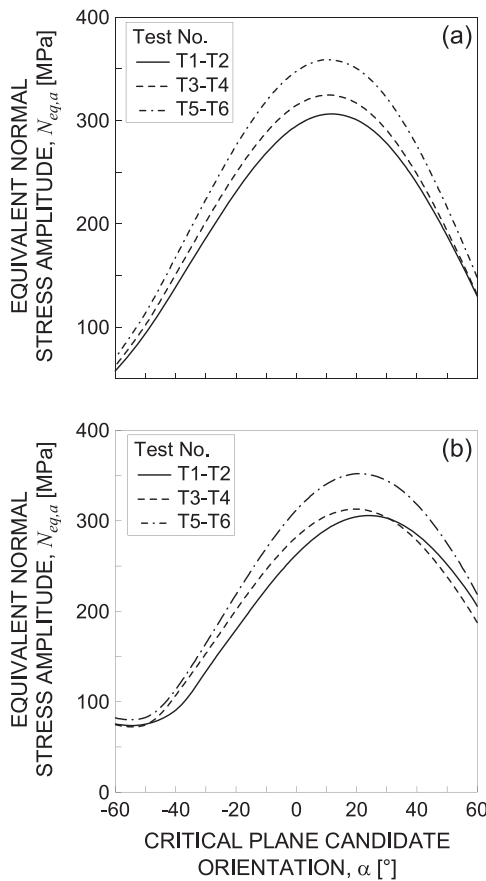 400
300
200
100
EQUIVALENT NORMAL
STRESS AMPLITUDE, Neq,a [MPa]
Test No.
T1-T2
T3-T4
T5-T6
(a)
400
300
200
100
0
EQUIVALENT NORMAL
STRESS AMPLITUDE, Neq,a [MPa]
Test No.
T1-T2
T3-T4
T5-T6
(b)
-60 -40 -20 0 20 40 60
CRITICAL PLANE CANDIDATE
ORIENTATION, α [°]